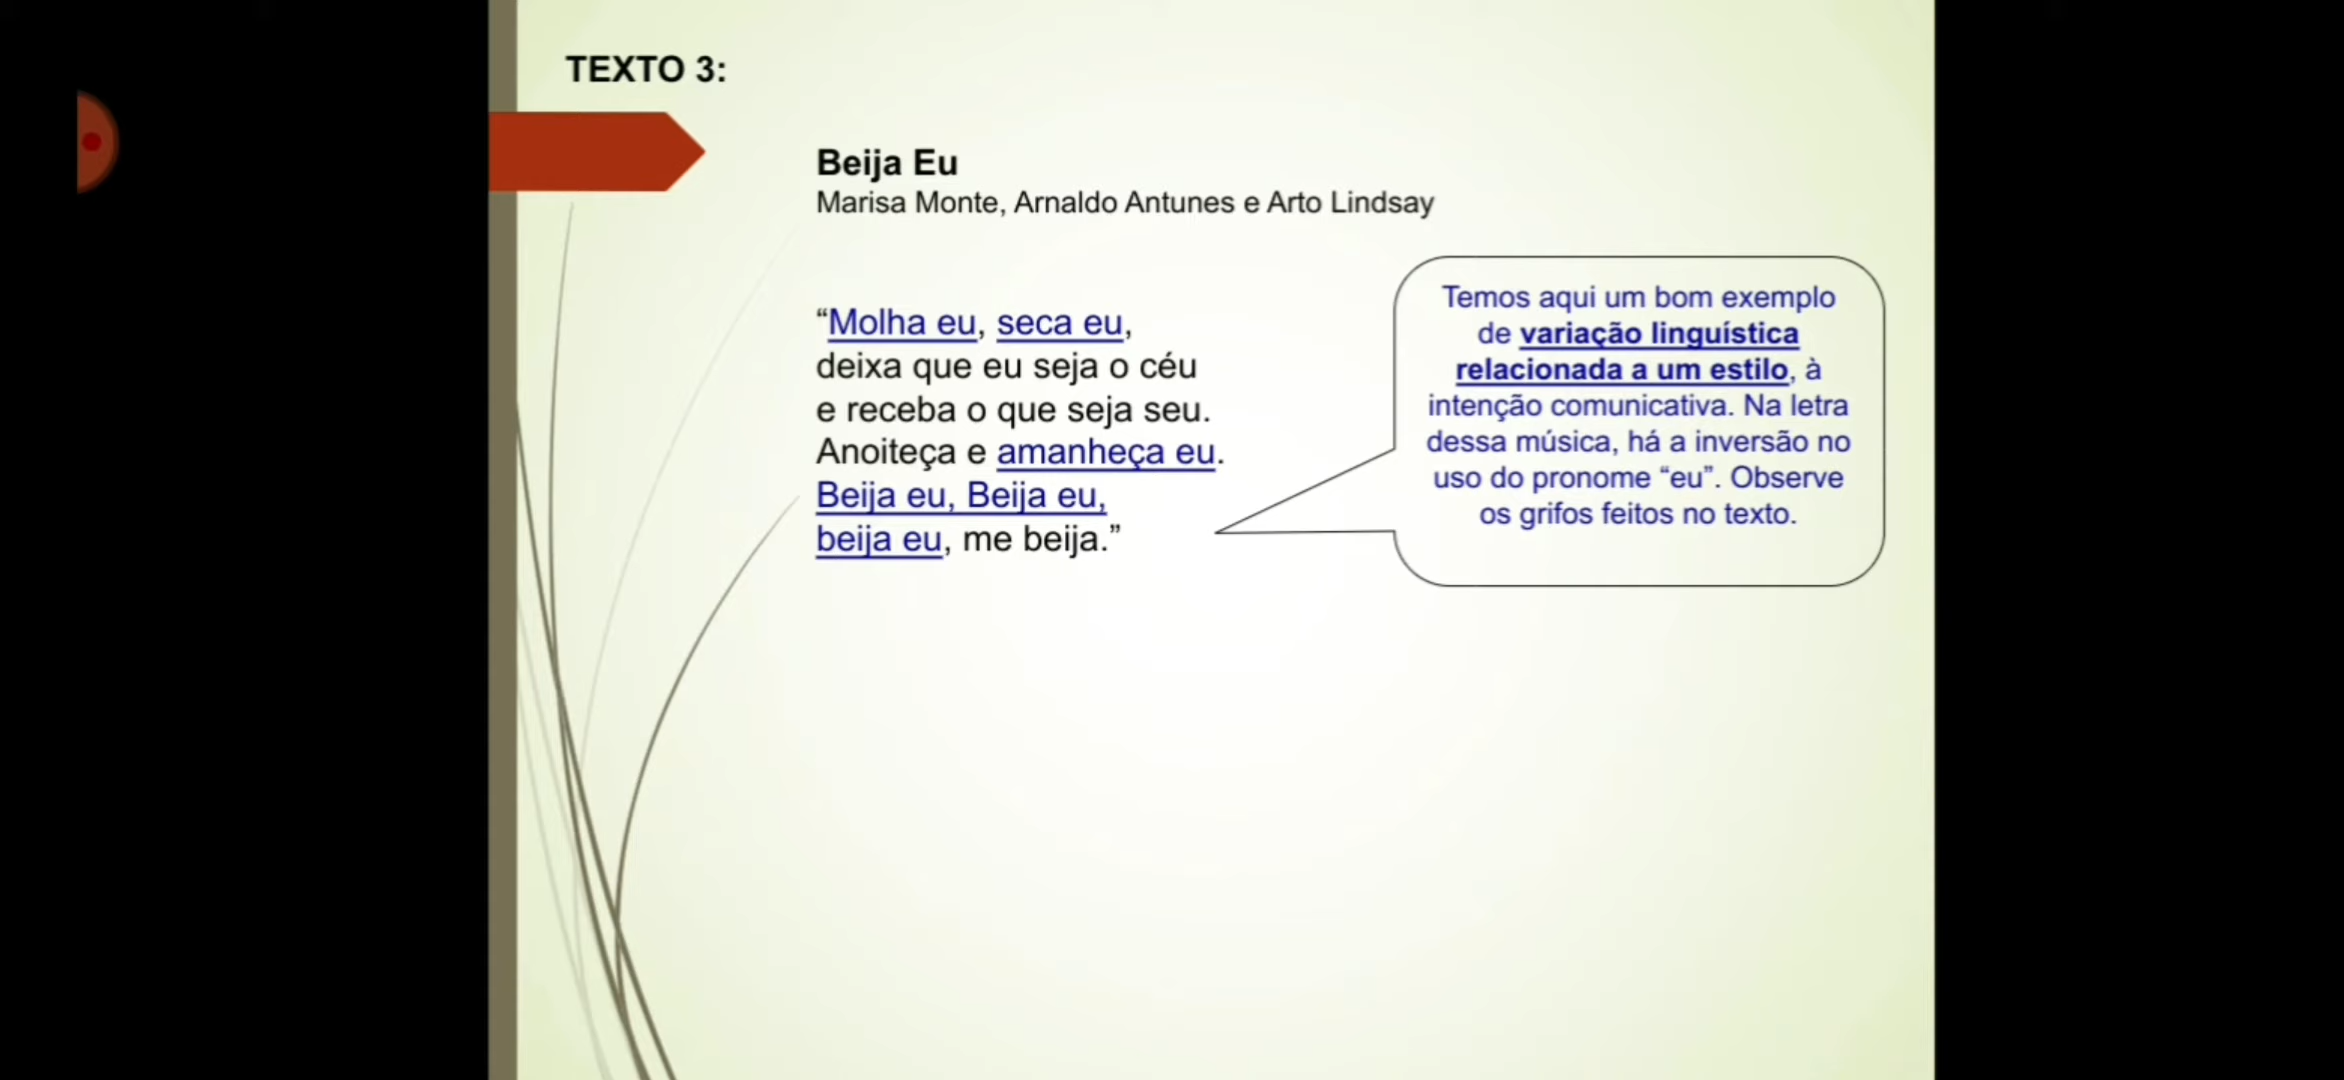 TEXTO 3:
Beija Eu
Marisa Monte, Arnaldo Antunes e Arto Lindsay
“Molha eu, seca eu,
deixa que eu seja o céu
e receba o que seja seu.
Anoiteça e amanheça eu.
Beija eu, Beija eu,
beija eu, me beija.”
Temos aqui um bom exemplo
de variação linguística
relacionada a um estilo, à
intenção comunicativa. Na letra
dessa música, há a inversão no
uso do pronome “eu”. Observe
os grifos feitos no texto.